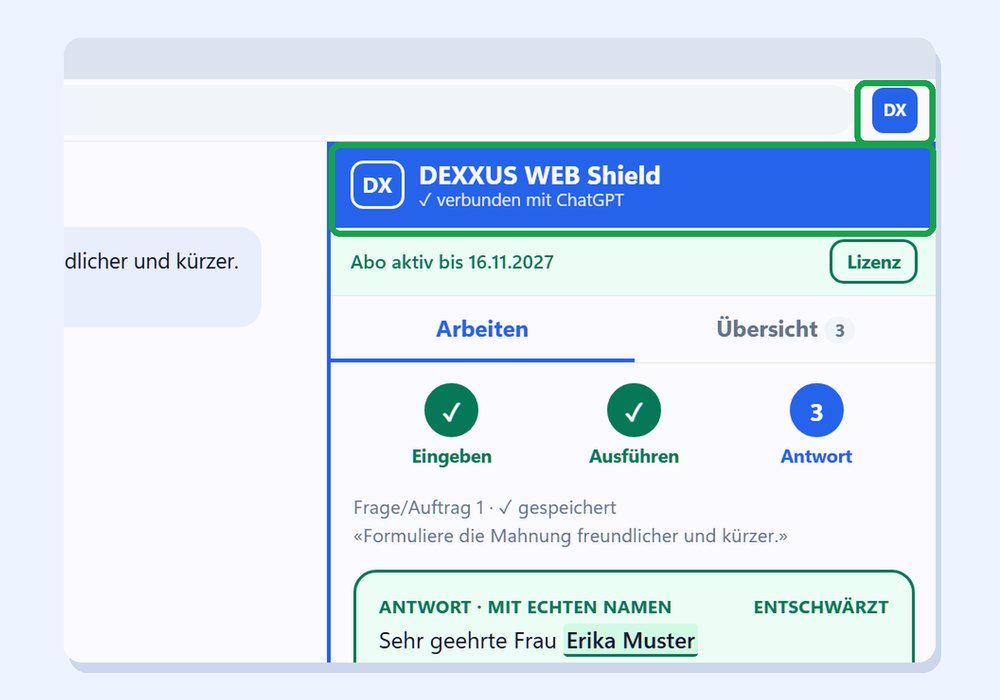 DX
DX
DEXXUS WEB Shield
✓ verbunden mit ChatGPT
dlicher und kürzer.
Abo aktiv bis 16.11.2027
Lizenz
Arbeiten
Übersicht 3
✓ ✓ 3
Eingeben Ausführen Antwort
Frage/Auftrag 1 · ✓ gespeichert
«Formuliere die Mahnung freundlicher und kürzer.»
ANTWORT · MIT ECHTEN NAMEN ENTSCHWÄRZT
Sehr geehrte Frau Erika Muster